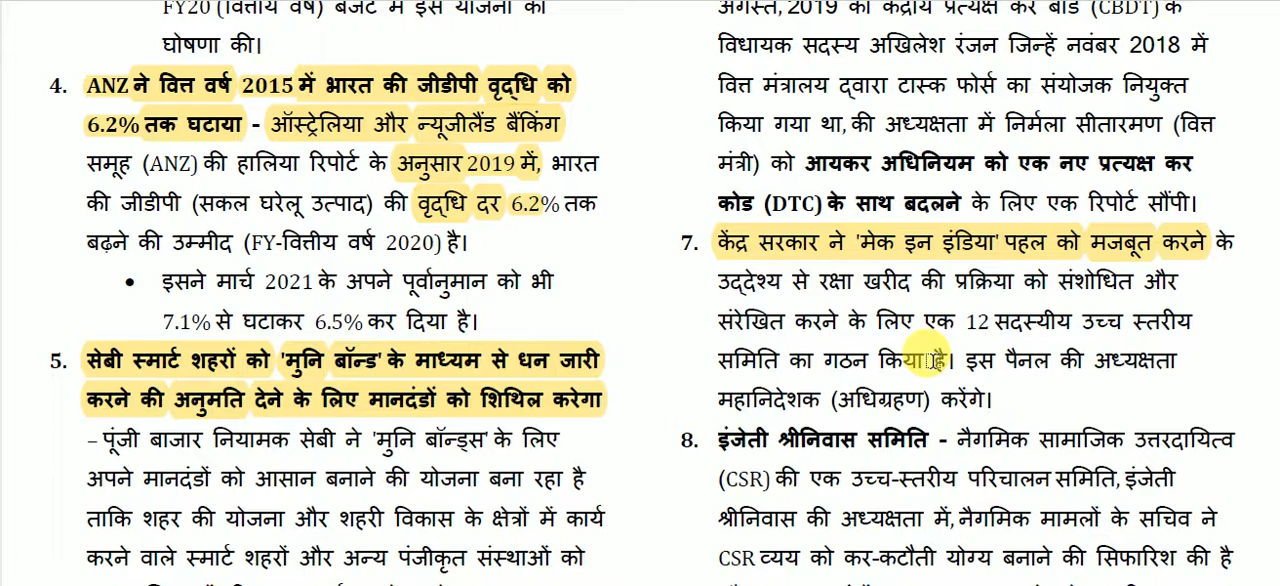 FY20 (वित्तीय वर्ष) बजट में इस योजना की
घोषणा की।
4. ANZ ने वित्त वर्ष 2015 में भारत की जीडीपी वृद्धि को
6.2% तक घटाया - ऑस्ट्रेलिया और न्यूजीलैंड बैंकिंग
समूह (ANZ) की हालिया रिपोर्ट के अनुसार 2019 में, भारत
की जीडीपी (सकल घरेलू उत्पाद) की वृद्धि दर 6.2% तक
बढ़ने की उम्मीद (FY-वित्तीय वर्ष 2020) है।
• इसने मार्च 2021 के अपने पूर्वानुमान को भी
7.1% से घटाकर 6.5% कर दिया है।
5. सेबी स्मार्ट शहरों को 'मुनि बॉन्ड' के माध्यम से धन जारी
करने की अनुमति देने के लिए मानदंडों को शिथिल करेगा
– पूंजी बाजार नियामक सेबी ने 'मुनि बॉन्ड्स' के लिए
अपने मानदंडों को आसान बनाने की योजना बना रहा है
ताकि शहर की योजना और शहरी विकास के क्षेत्रों में कार्य
करने वाले स्मार्ट शहरों और अन्य पंजीकृत संस्थाओं को
अगस्त, 2019 को केंद्रीय प्रत्यक्ष कर बोर्ड (CBDT) के
विधायक सदस्य अखिलेश रंजन जिन्हें नवंबर 2018 में
वित्त मंत्रालय द्वारा टास्क फोर्स का संयोजक नियुक्त
किया गया था, की अध्यक्षता में निर्मला सीतारमण (वित्त
मंत्री) को आयकर अधिनियम को एक नए प्रत्यक्ष कर
कोड (DTC) के साथ बदलने के लिए एक रिपोर्ट सौंपी।
7. केंद्र सरकार ने 'मेक इन इंडिया' पहल को मजबूत करने के
उद्देश्य से रक्षा खरीद की प्रक्रिया को संशोधित और
संरेखित करने के लिए एक 12 सदस्यीय उच्च स्तरीय
समिति का गठन किया है। इस पैनल की अध्यक्षता
महानिदेशक (अधिग्रहण) करेंगे।
8. इंजेती श्रीनिवास समिति - नैगमिक सामाजिक उत्तरदायित्व
(CSR) की एक उच्च-स्तरीय परिचालन समिति, इंजेती
श्रीनिवास की अध्यक्षता में, नैगमिक मामलों के सचिव ने
CSR व्यय को कर-कटौती योग्य बनाने की सिफारिश की है